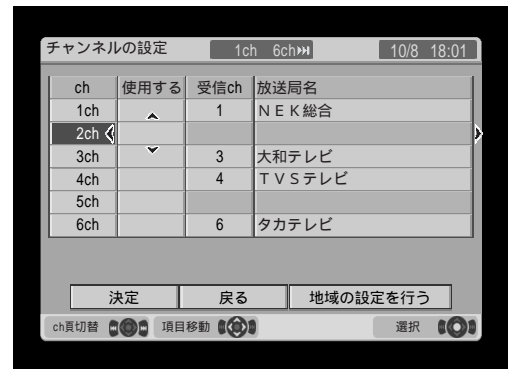 チャンネルの設定 1ch 6ch 10/8 18:01
ch 使用する 受信ch 放送局名
1ch 1 ＮＥＫ総合
2ch
3ch 3 大和テレビ
4ch 4 ＴＶＳテレビ
5ch
6ch 6 タカテレビ
決定 戻る 地域の設定を行う
ch頁切替 項目移動 選択